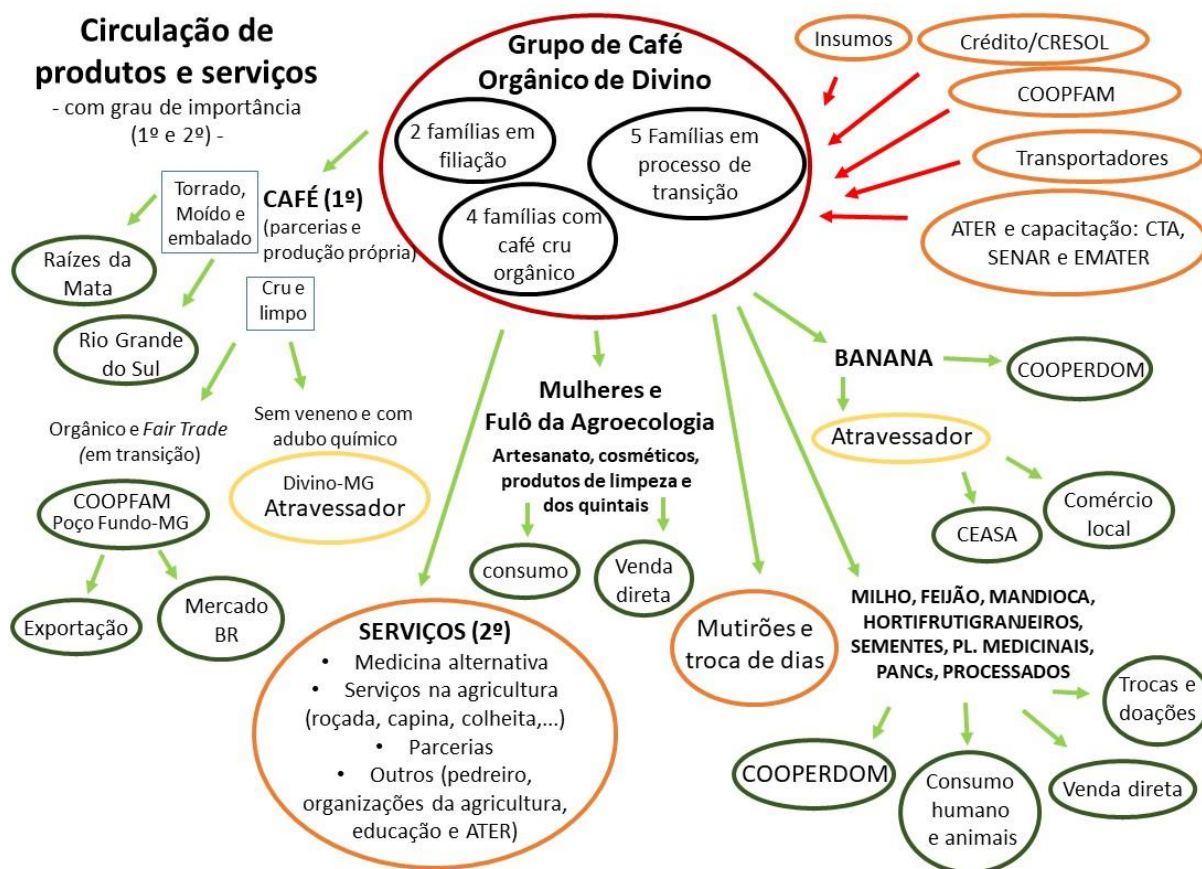 Circulação de
produtos e serviços
- com grau de importância
(1º e 2º) -
Grupo de Café
Orgânico de Divino
2 famílias em
filiação
5 Famílias em
processo de
transição
4 famílias com
café cru
orgânico
Insumos
Crédito/CRESOL
COOPFAM
Transportadores
ATER e capacitação: CTA,
SENAR e EMATER
CAFÉ (1º)
(parcerias e
produção própria)
Torrado,
Moído e
embalado
Raízes da
Mata
Rio Grande
do Sul
Cru e
limpo
Orgânico e Fair Trade
(em transição)
COOPFAM
Poço Fundo-MG
Exportação
Mercado
BR
Sem veneno e com
adubo químico
Divino-MG
Atravessador
SERVIÇOS (2º)
• Medicina alternativa
• Serviços na agricultura
(roçada, capina, colheita,...)
• Parcerias
• Outros (pedreiro,
organizações da agricultura,
educação e ATER)
Mulheres e
Fulô da Agroecologia
Artesanato, cosméticos,
produtos de limpeza e
dos quintais
consumo
Venda
direta
Mutirões e
troca de dias
BANANA
COOPERDOM
Atravessador
CEASA
Comércio
local
MILHO, FEIJÃO, MANDIOCA,
HORTIFRUTIGRANJEIROS,
SEMENTES, PL. MEDICINAIS,
PANCs, PROCESSADOS
COOPERDOM
Consumo
humano
e animais
Venda direta
Trocas e
doações